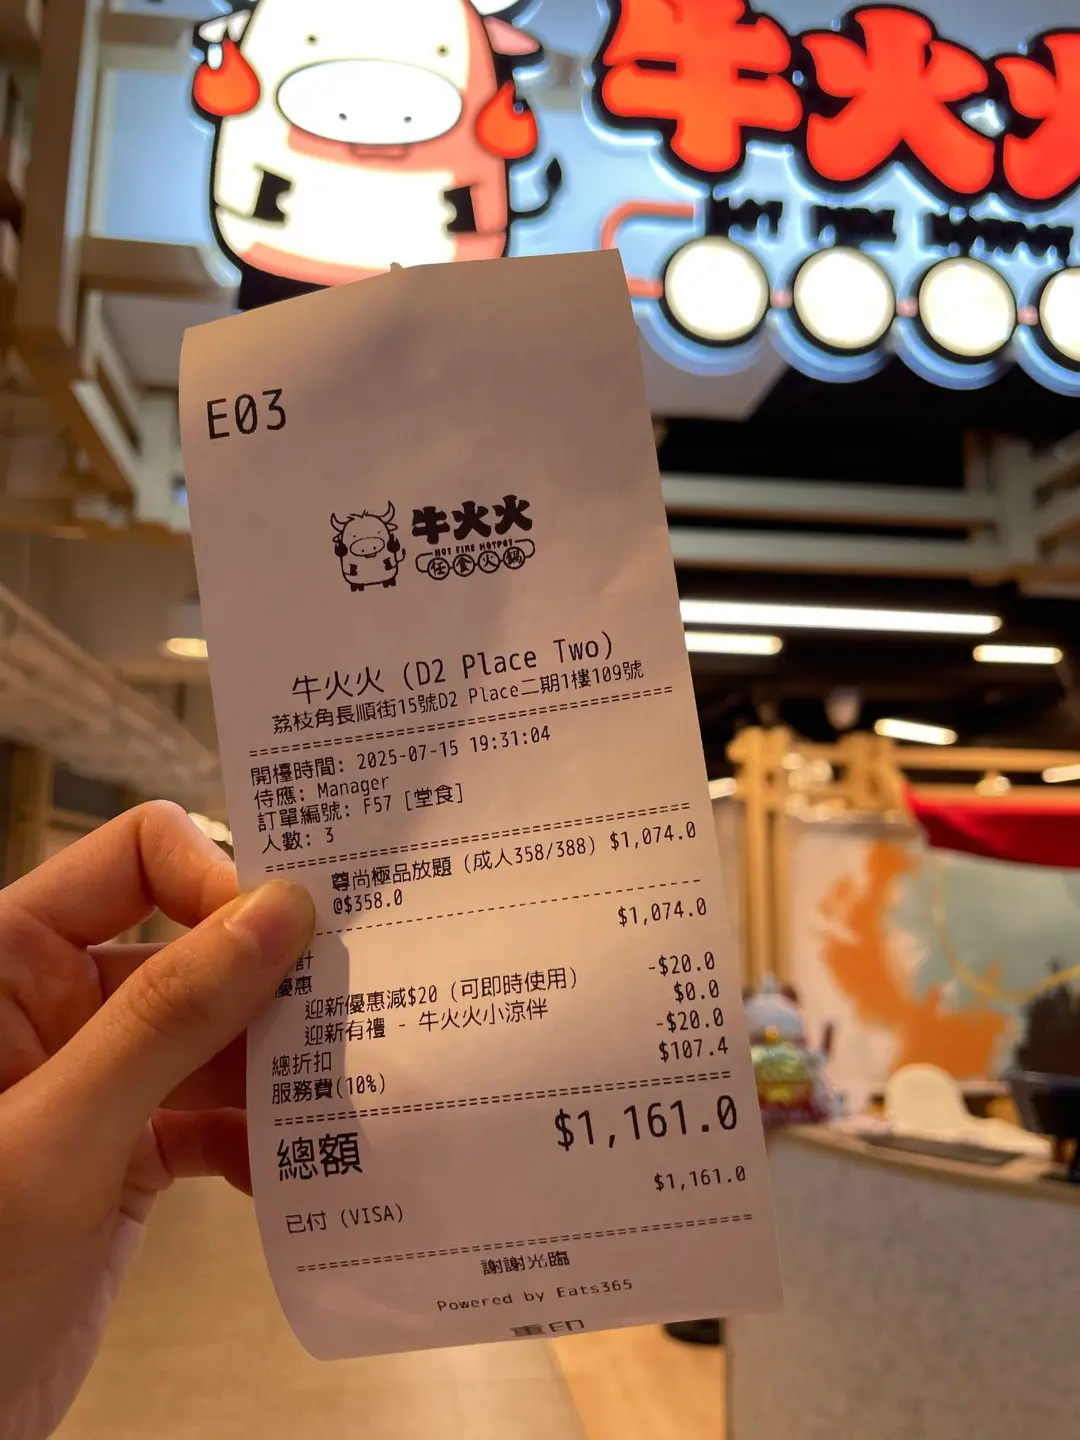 牛火火
HOT FIRE HOTPOT
E03
牛火火
HOT FIRE HOTPOT
任食火鍋
牛火火 (D2 Place Two)
荔枝角長順街15號D2 Place二期1樓109號
開檯時間: 2025-07-15 19:31:04
侍應: Manager
訂單編號: F57 [堂食]
人數: 3
尊尚極品放題 (成人358/388) $1,074.0
@$358.0
計 $1,074.0
優惠
迎新優惠減$20 (可即時使用) -$20.0
迎新有禮 - 牛火火小涼伴 $0.0
總折扣 -$20.0
服務費(10%) $107.4
總額 $1,161.0
已付 (VISA) $1,161.0
謝謝光臨
Powered by Eats365
重印